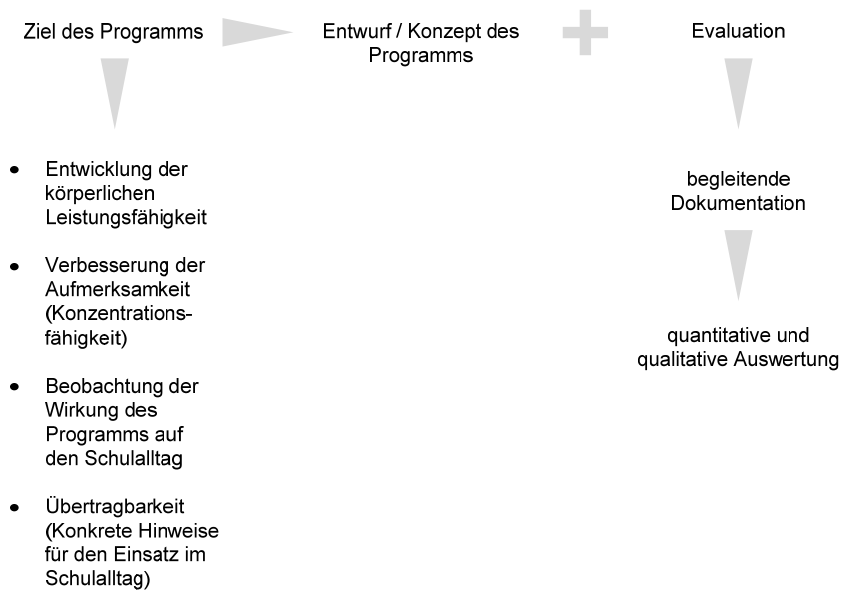 Ziel des Programms
Entwurf / Konzept des
Programms
Evaluation
• Entwicklung der
körperlichen
Leistungsfähigkeit
• Verbesserung der
Aufmerksamkeit
(Konzentrations-
fähigkeit)
• Beobachtung der
Wirkung des
Programms auf
den Schulalltag
• Übertragbarkeit
(Konkrete Hinweise
für den Einsatz im
Schulalltag)
begleitende
Dokumentation
quantitative und
qualitative Auswertung